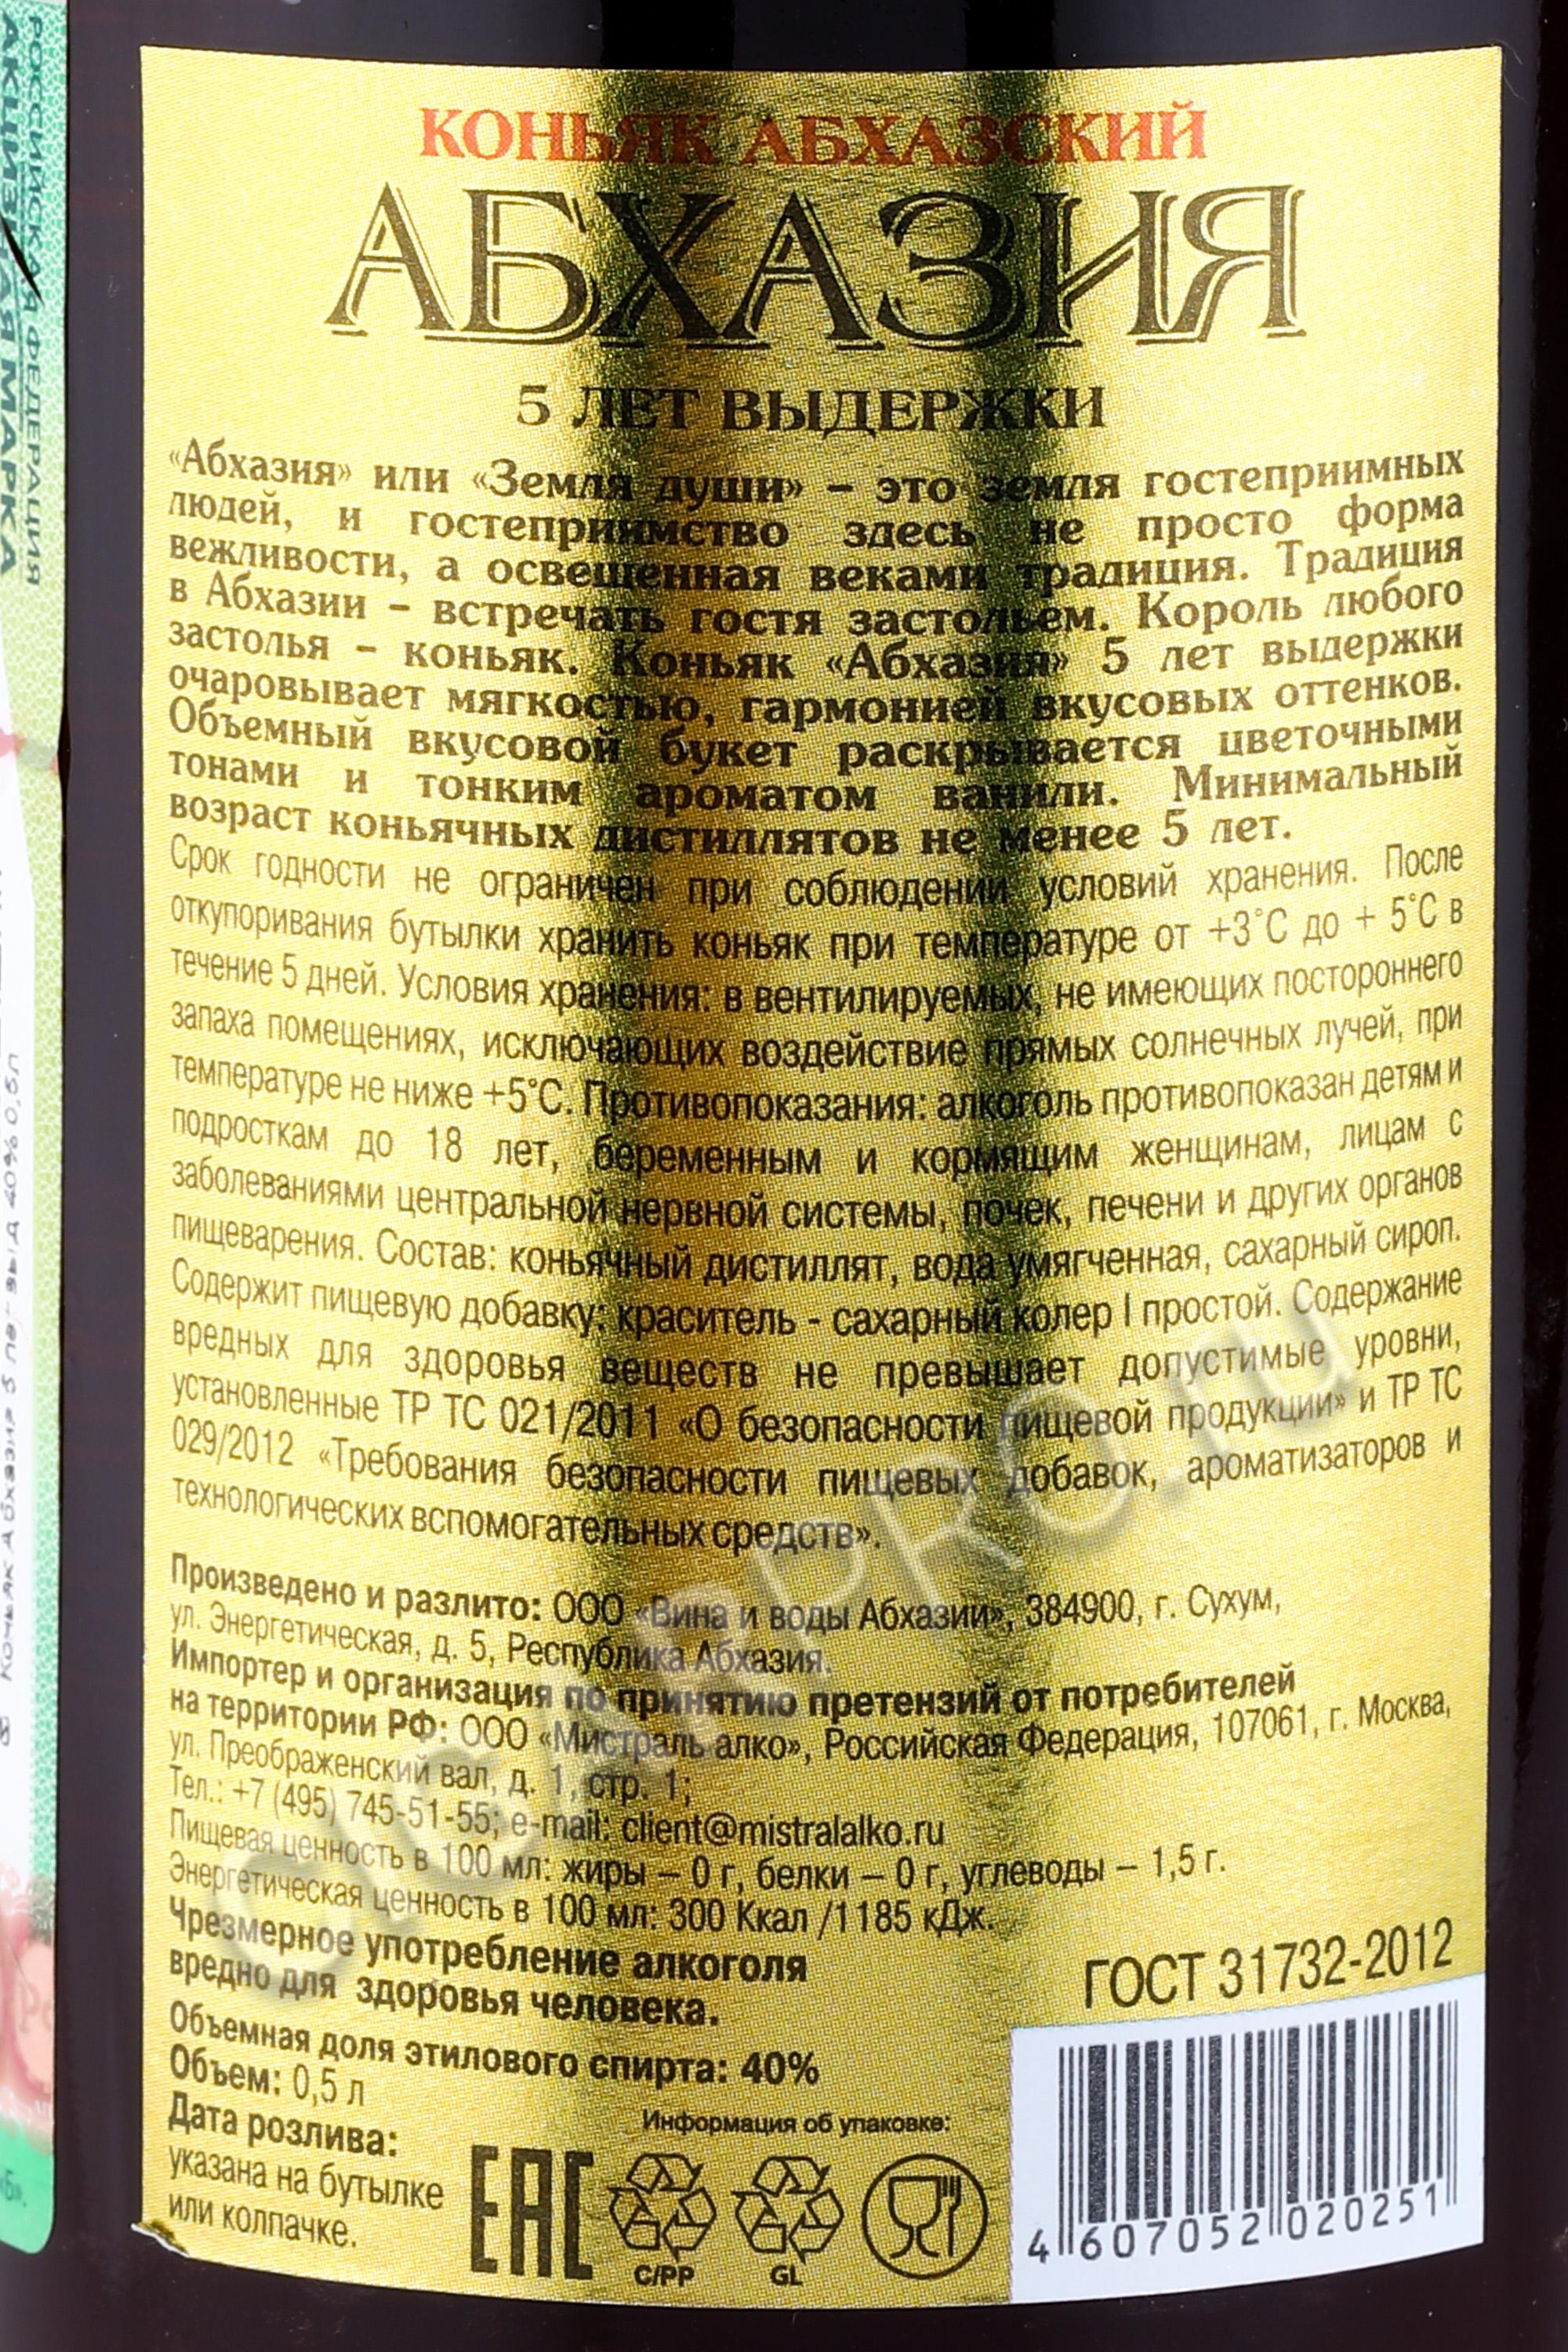 КОНЬЯК АБХАЗСКИЙ
АБХАЗИЯ
5 ЛЕТ ВЫДЕРЖКИ
«Абхазия» или «Земля души» – это земля гостеприимных
людей, и гостеприимство здесь не просто форма
вежливости, а освещенная веками традиция. Традиция
в Абхазии – встречать гостя застольем. Король любого
застолья – коньяк. Коньяк «Абхазия» 5 лет выдержки
очаровывает мягкостью, гармонией вкусовых оттенков.
Объемный вкусовой букет раскрывается цветочными
тонами и тонким ароматом ванили. Минимальный
возраст коньячных дистиллятов не менее 5 лет.
Срок годности не ограничен при соблюдении условий хранения. После
откупоривания бутылки хранить коньяк при температуре от +3°С до + 5°С в
течение 5 дней. Условия хранения: в вентилируемых, не имеющих постороннего
запаха помещениях, исключающих воздействие прямых солнечных лучей, при
температуре не ниже +5°С. Противопоказания: алкоголь противопоказан детям и
подросткам до 18 лет, беременным и кормящим женщинам, лицам с
заболеваниями центральной нервной системы, почек, печени и других органов
пищеварения. Состав: коньячный дистиллят, вода умягченная, сахарный сироп.
Содержит пищевую добавку: краситель - сахарный колер I простой. Содержание
вредных для здоровья веществ не превышает допустимые уровни,
установленные ТР ТС 021/2011 «О безопасности пищевой продукции» и ТР ТС
029/2012 «Требования безопасности пищевых добавок, ароматизаторов и
технологических вспомогательных средств».
Произведено и разлито: ООО «Вина и воды Абхазии», 384900, г. Сухум,
ул. Энергетическая, д. 5, Республика Абхазия.
Импортер и организация по принятию претензий от потребителей
на территории РФ: ООО «Мистраль алко», Российская Федерация, 107061, г. Москва,
ул. Преображенский вал, д. 1, стр. 1;
Тел.: +7 (495) 745-51-55; e-mail: client@mistralalko.ru
Пищевая ценность в 100 мл: жиры – 0 г, белки – 0 г, углеводы – 1,5 г.
Энергетическая ценность в 100 мл: 300 Ккал /1185 кДж.
Чрезмерное употребление алкоголя
вредно для здоровья человека.
ГОСТ 31732-2012
Объемная доля этилового спирта: 40%
Объем: 0,5 л
Дата розлива:
указана на бутылке
или колпачке.
Информация об упаковке:
ЕАС
C/PP
GL
4 607052 020251
РОССИЙСКАЯ ФЕДЕРАЦИЯ
АКЦИЗНАЯ МАРКА
Коньяк Абхазия 5 лет выд 40% 0,5л